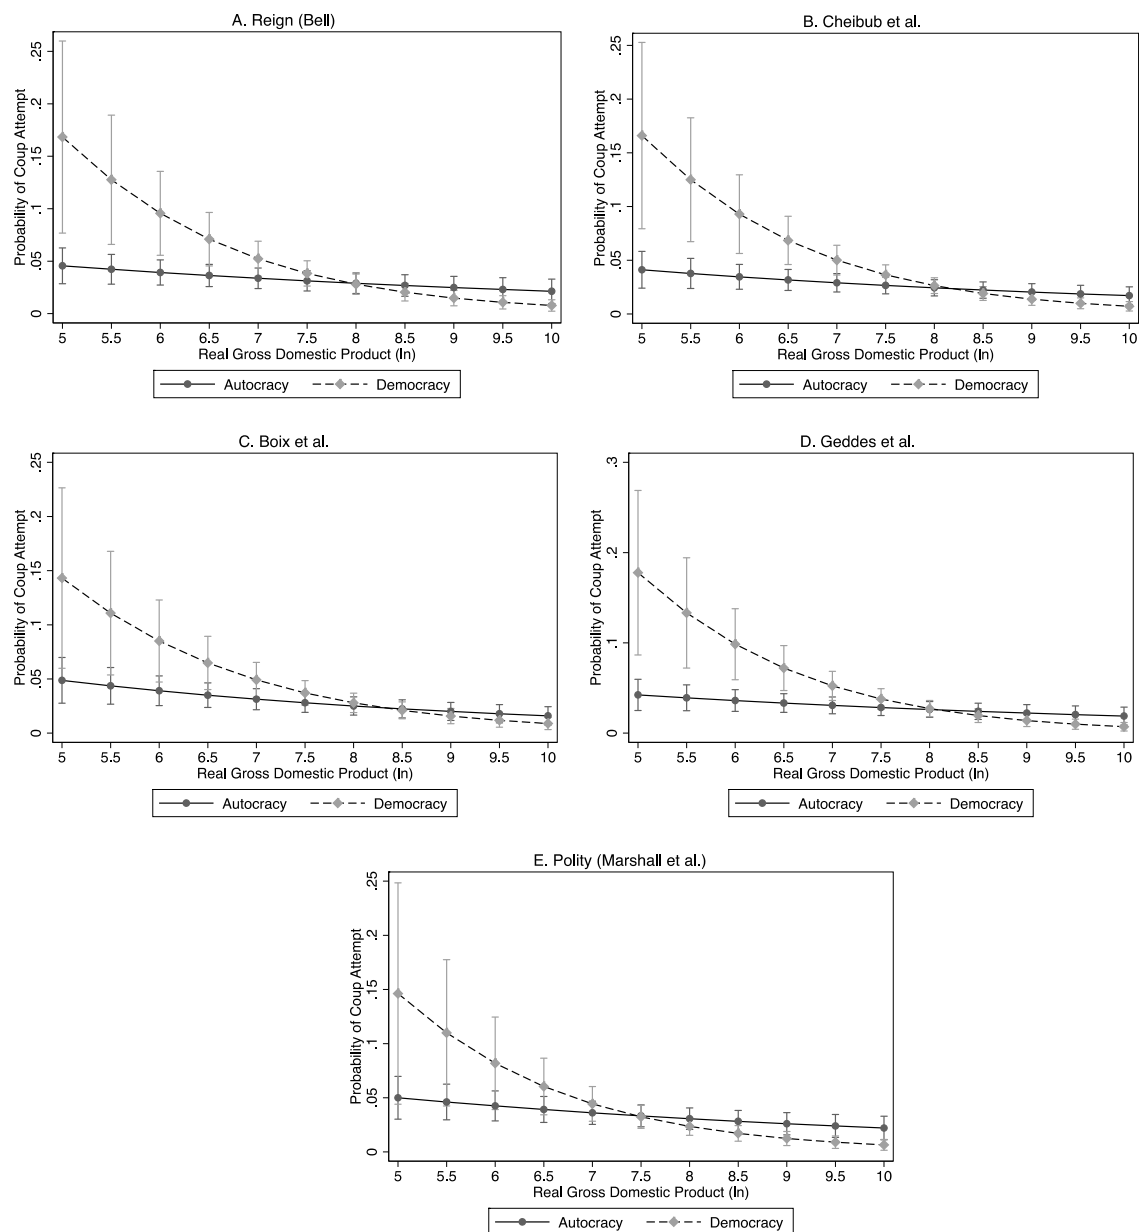 A. Reign (Bell)
Probability of Coup Attempt
.25
.2
.15
.1
.05
0
5 5.5 6 6.5 7 7.5 8 8.5 9 9.5 10
Real Gross Domestic Product (ln)
Autocracy Democracy
B. Cheibub et al.
Probability of Coup Attempt
.25
.2
.15
.1
.05
0
5 5.5 6 6.5 7 7.5 8 8.5 9 9.5 10
Real Gross Domestic Product (ln)
Autocracy Democracy
C. Boix et al.
Probability of Coup Attempt
.25
.2
.15
.1
.05
0
5 5.5 6 6.5 7 7.5 8 8.5 9 9.5 10
Real Gross Domestic Product (ln)
Autocracy Democracy
D. Geddes et al.
Probability of Coup Attempt
.3
.2
.1
0
5 5.5 6 6.5 7 7.5 8 8.5 9 9.5 10
Real Gross Domestic Product (ln)
Autocracy Democracy
E. Polity (Marshall et al.)
Probability of Coup Attempt
.25
.2
.15
.1
.05
0
5 5.5 6 6.5 7 7.5 8 8.5 9 9.5 10
Real Gross Domestic Product (ln)
Autocracy Democracy